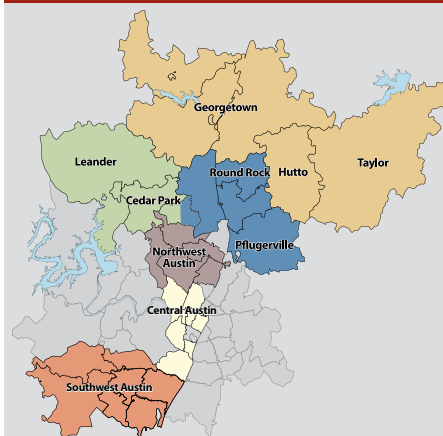 Georgetown
Leander
Round Rock
Hutto
Taylor
Cedar Park
Pflugerville
Northwest
Austin
Central Austin
Southwest Austin